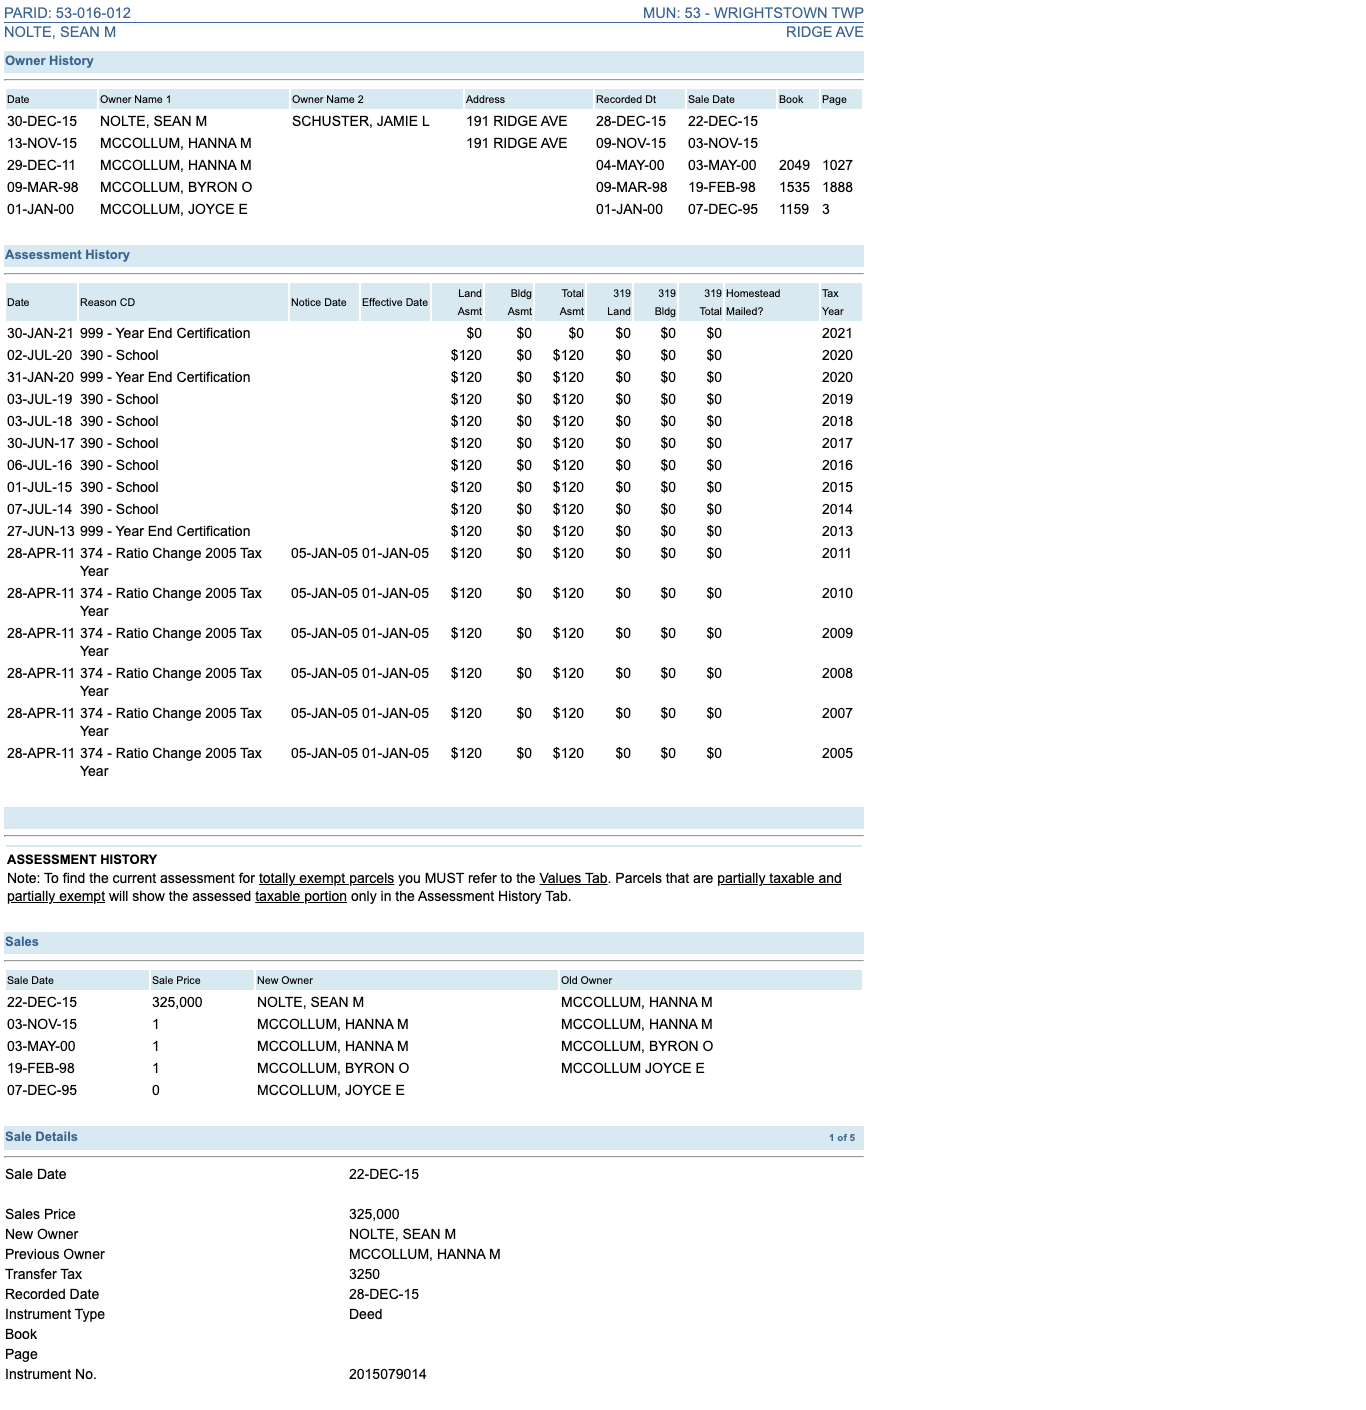 PARID: 53-016-012 MUN: 53 - WRIGHTSTOWN TWP
NOLTE, SEAN M RIDGE AVE
Owner History
Date Owner Name 1 Owner Name 2 Address Recorded Dt Sale Date Book Page
30-DEC-15 NOLTE, SEAN M SCHUSTER, JAMIE L 191 RIDGE AVE 28-DEC-15 22-DEC-15
13-NOV-15 MCCOLLUM, HANNA M 191 RIDGE AVE 09-NOV-15 03-NOV-15
29-DEC-11 MCCOLLUM, HANNA M 04-MAY-00 03-MAY-00 2049 1027
09-MAR-98 MCCOLLUM, BYRON O 09-MAR-98 19-FEB-98 1535 1888
01-JAN-00 MCCOLLUM, JOYCE E 01-JAN-00 07-DEC-95 1159 3
Assessment History
Date Reason CD Notice Date Effective Date Land Asmt Bldg Asmt Total Asmt 319 Land 319 Bldg 319 Total Homestead Mailed? Tax Year
30-JAN-21 999 - Year End Certification $0 $0 $0 $0 $0 $0 2021
02-JUL-20 390 - School $120 $0 $120 $0 $0 $0 2020
31-JAN-20 999 - Year End Certification $120 $0 $120 $0 $0 $0 2020
03-JUL-19 390 - School $120 $0 $120 $0 $0 $0 2019
03-JUL-18 390 - School $120 $0 $120 $0 $0 $0 2018
30-JUN-17 390 - School $120 $0 $120 $0 $0 $0 2017
06-JUL-16 390 - School $120 $0 $120 $0 $0 $0 2016
01-JUL-15 390 - School $120 $0 $120 $0 $0 $0 2015
07-JUL-14 390 - School $120 $0 $120 $0 $0 $0 2014
27-JUN-13 999 - Year End Certification $120 $0 $120 $0 $0 $0 2013
28-APR-11 374 - Ratio Change 2005 Tax 05-JAN-05 01-JAN-05 $120 $0 $120 $0 $0 $0 2011
Year
28-APR-11 374 - Ratio Change 2005 Tax 05-JAN-05 01-JAN-05 $120 $0 $120 $0 $0 $0 2010
Year
28-APR-11 374 - Ratio Change 2005 Tax 05-JAN-05 01-JAN-05 $120 $0 $120 $0 $0 $0 2009
Year
28-APR-11 374 - Ratio Change 2005 Tax 05-JAN-05 01-JAN-05 $120 $0 $120 $0 $0 $0 2008
Year
28-APR-11 374 - Ratio Change 2005 Tax 05-JAN-05 01-JAN-05 $120 $0 $120 $0 $0 $0 2007
Year
28-APR-11 374 - Ratio Change 2005 Tax 05-JAN-05 01-JAN-05 $120 $0 $120 $0 $0 $0 2005
Year
ASSESSMENT HISTORY
Note: To find the current assessment for totally exempt parcels you MUST refer to the Values Tab. Parcels that are partially taxable and
partially exempt will show the assessed taxable portion only in the Assessment History Tab.
Sales
Sale Date Sale Price New Owner Old Owner
22-DEC-15 325,000 NOLTE, SEAN M MCCOLLUM, HANNA M
03-NOV-15 1 MCCOLLUM, HANNA M MCCOLLUM, HANNA M
03-MAY-00 1 MCCOLLUM, HANNA M MCCOLLUM, BYRON O
19-FEB-98 1 MCCOLLUM, BYRON O MCCOLLUM JOYCE E
07-DEC-95 0 MCCOLLUM, JOYCE E
Sale Details 1 of 5
Sale Date 22-DEC-15
Sales Price 325,000
New Owner NOLTE, SEAN M
Previous Owner MCCOLLUM, HANNA M
Transfer Tax 3250
Recorded Date 28-DEC-15
Instrument Type Deed
Book
Page
Instrument No. 2015079014